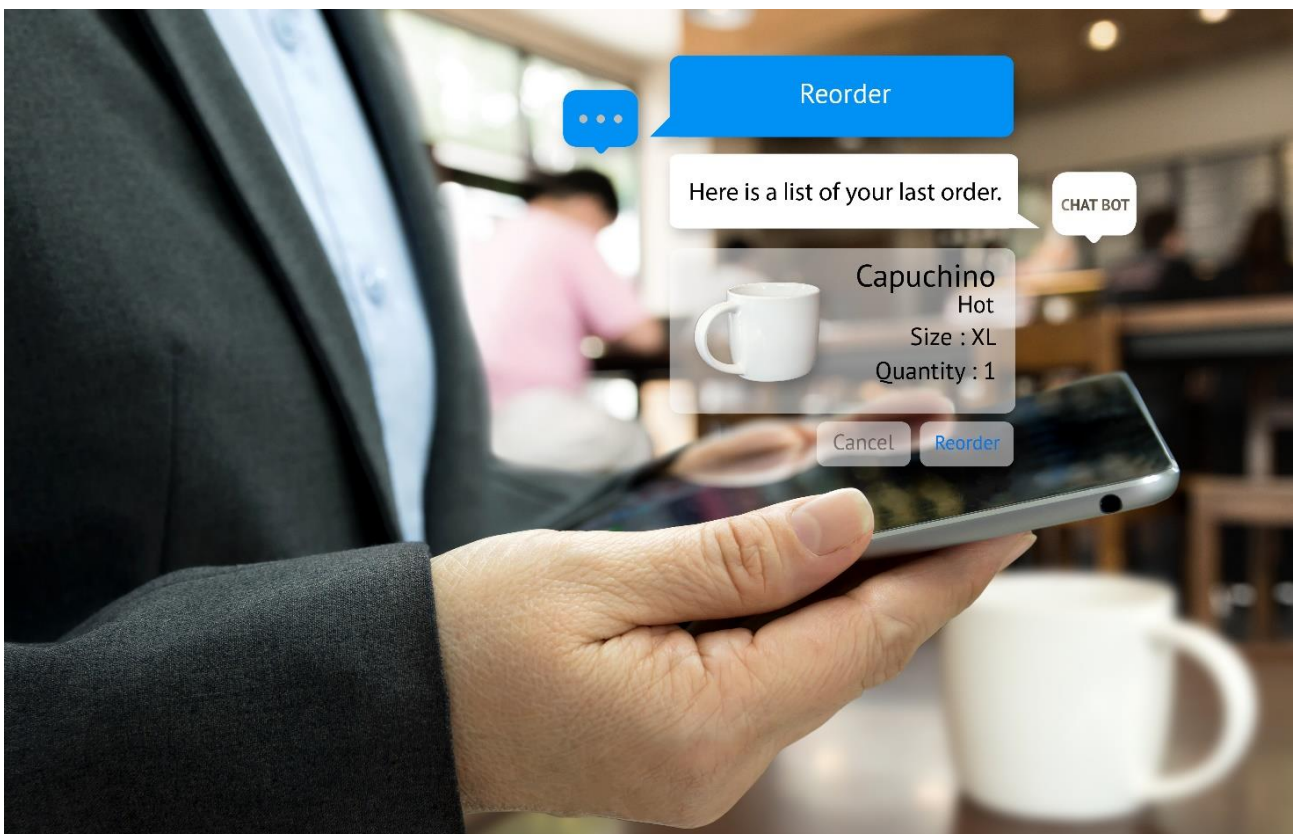 Reorder
Here is a list of your last order.
CHAT BOT
Capuchino
Hot
Size : XL
Quantity : 1
Cancel
Reorder